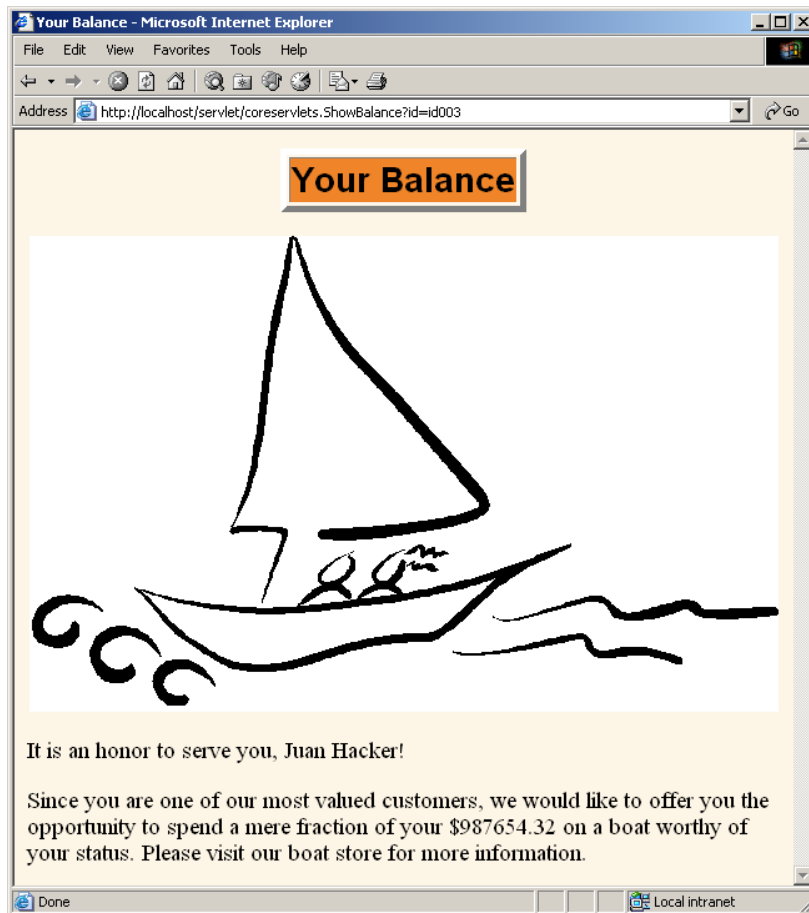 Your Balance - Microsoft Internet Explorer
File Edit View Favorites Tools Help
Address http://localhost/servlet/coreservlets.ShowBalance?id=id003 Go
Your Balance
It is an honor to serve you, Juan Hacker!
Since you are one of our most valued customers, we would like to offer you the
opportunity to spend a mere fraction of your $987654.32 on a boat worthy of
your status. Please visit our boat store for more information.
Done Local intranet